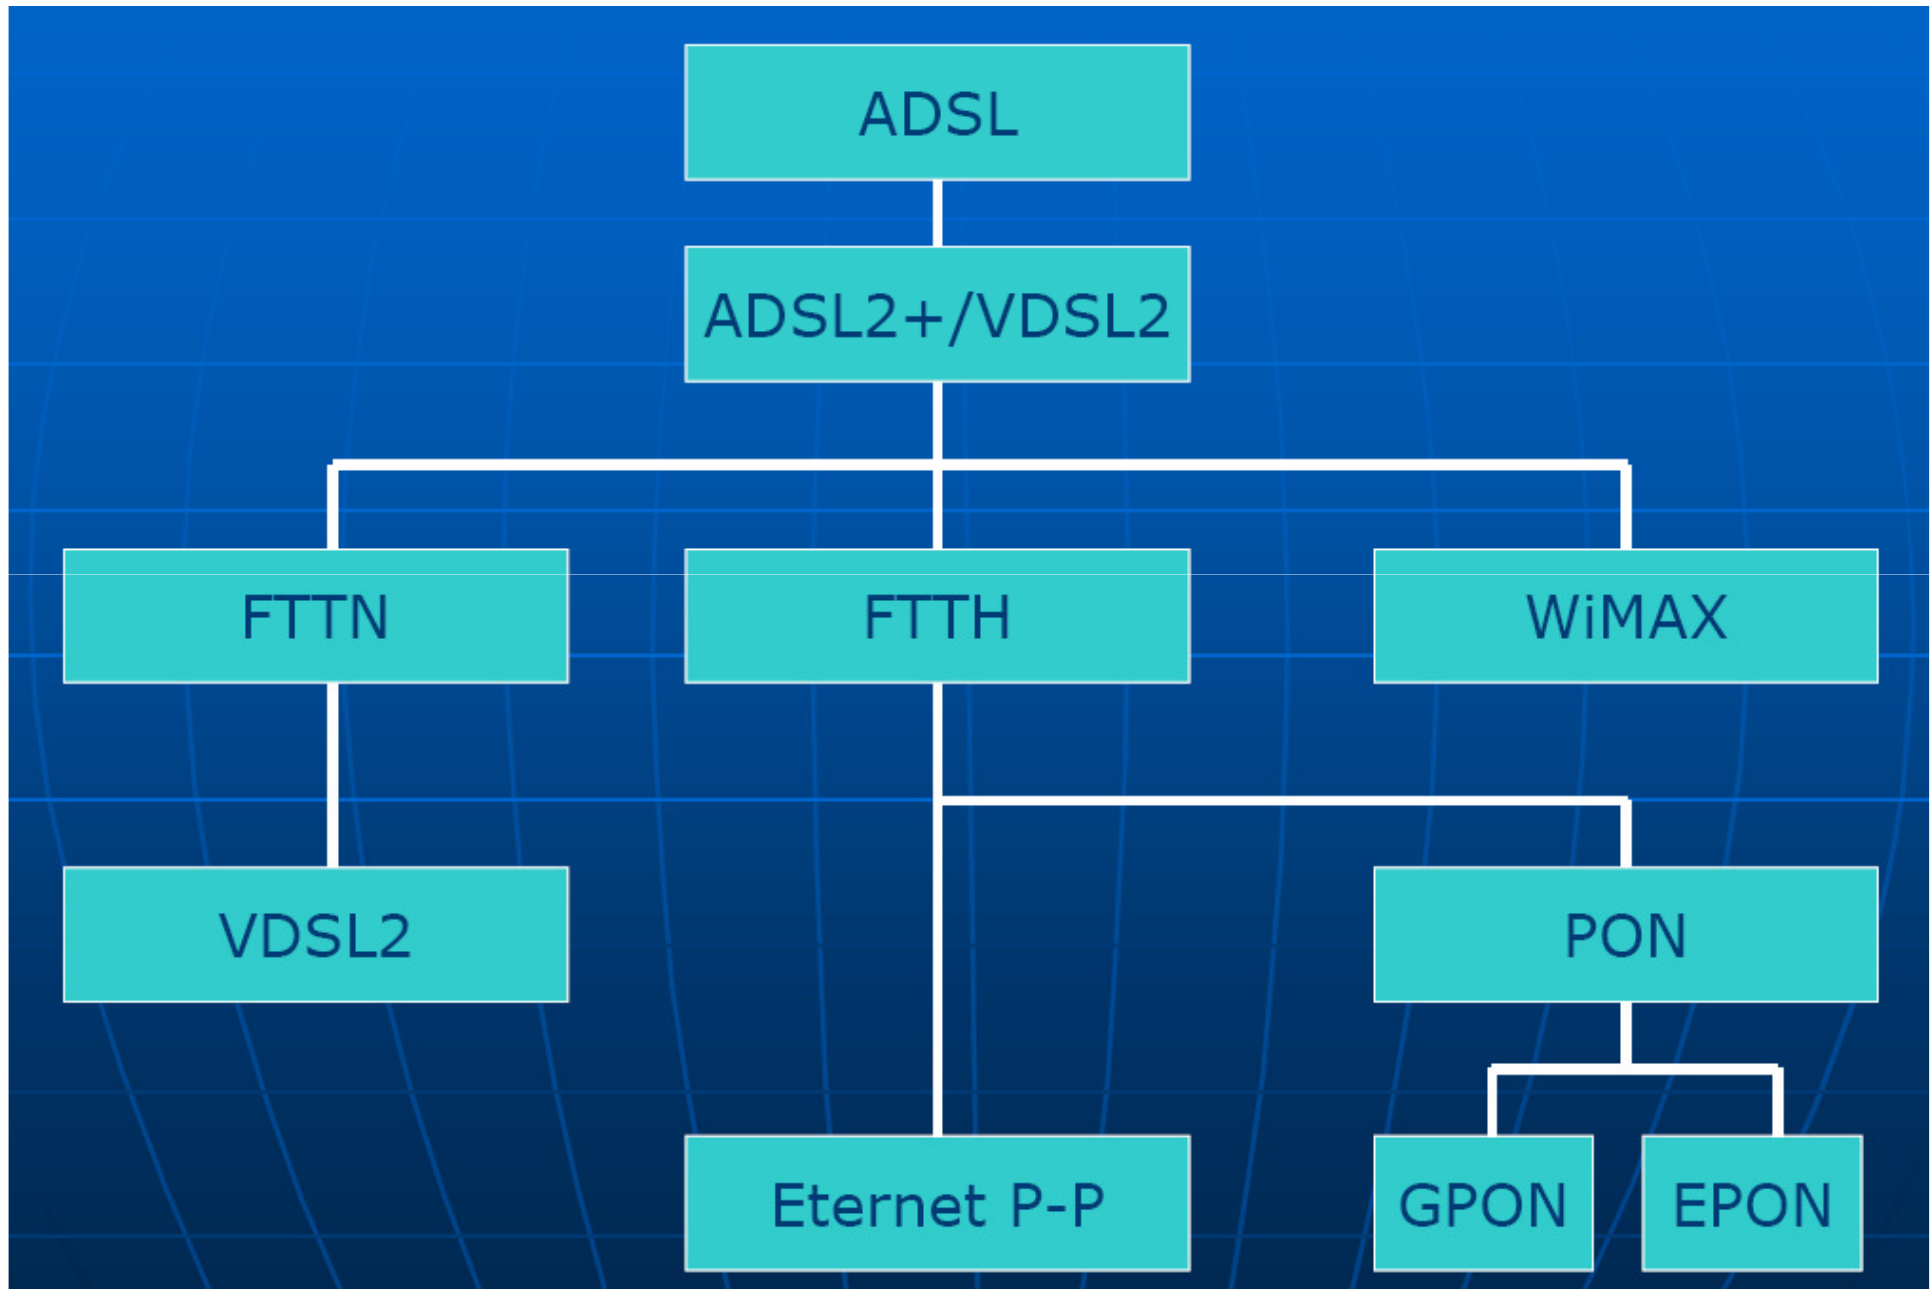 ADSL
ADSL2+/VDSL2
FTTN
FTTH
WiMAX
VDSL2
PON
Eternet P-P
GPON
EPON